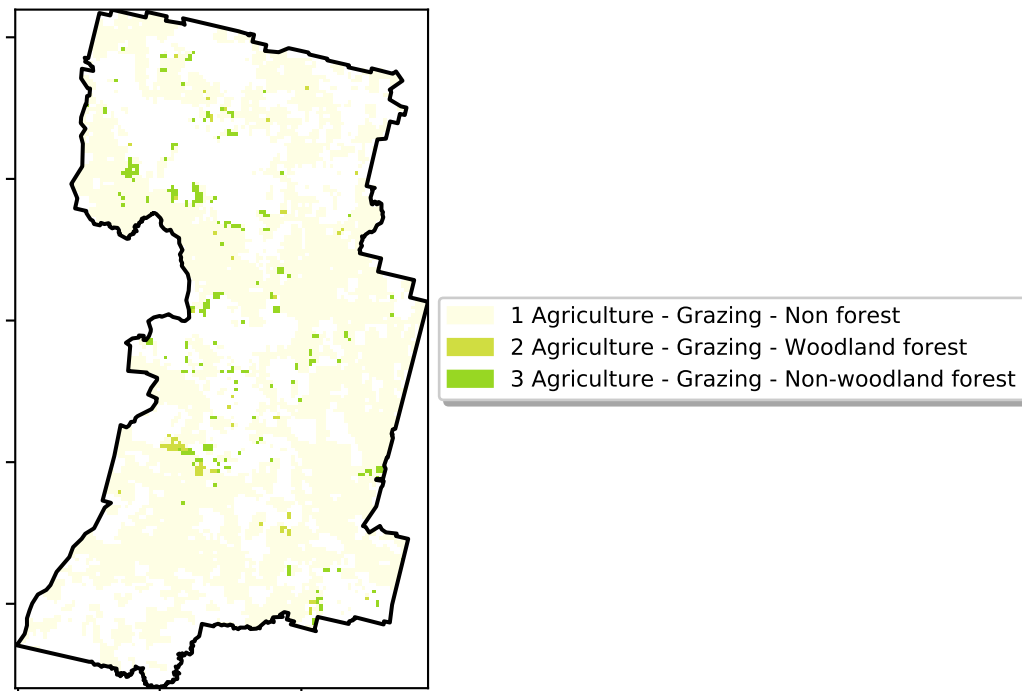 1 Agriculture - Grazing - Non forest
2 Agriculture - Grazing - Woodland forest
3 Agriculture - Grazing - Non-woodland forest